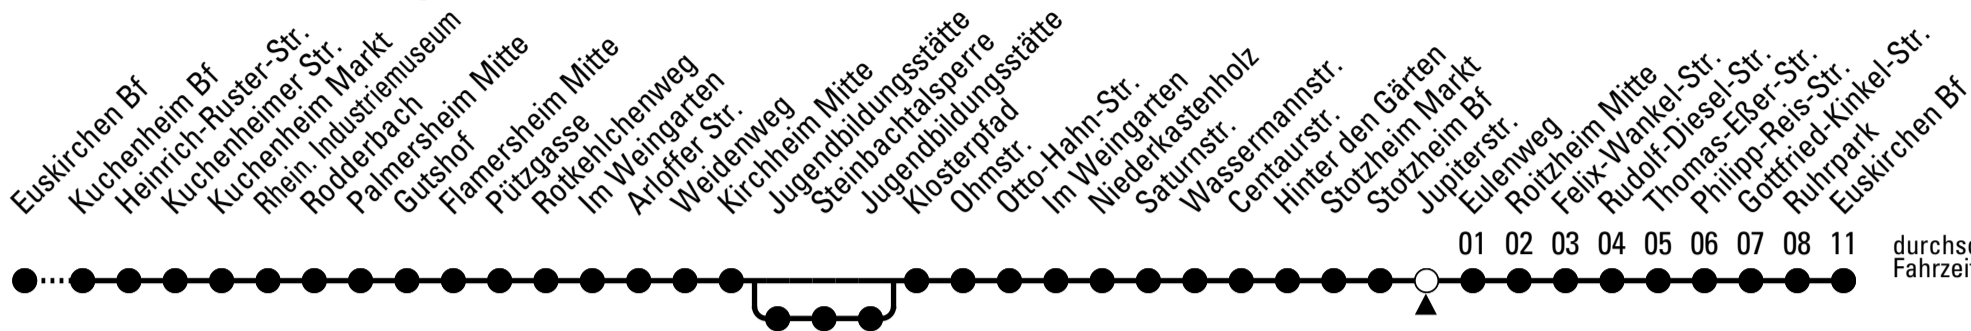 Euskirchen Bf
Kuchenheim Bf
Heinrich-Ruster-Str.
Kuchenheimer Str.
Kuchenheim Markt
Rhein. Industriemuseum
Rodderbach
Palmersheim Mitte
Gutshof
Flamersheim Mitte
Pützgasse
Rotkehlchenweg
Im Weingarten
Arloffer Str.
Weidenweg
Kirchheim Mitte
Jugendbildungsstätte
Steinbachtalsperre
Jugendbildungsstätte
Klosterpfad
Ohmstr.
Otto-Hahn-Str.
Im Weingarten
Niederkastenholz
Saturnstr.
Wassermannstr.
Centaurstr.
Hinter den Gärten
Stotzheim Markt
Stotzheim Bf
Jupiterstr.
Eulenweg
Roitzheim Mitte
Felix-Wankel-Str.
Rudolf-Diesel-Str.
Thomas-Eßer-Str.
Philipp-Reis-Str.
Gottfried-Kinkel-Str.
Ruhrpark
Euskirchen Bf
01 02 03 04 05 06 07 08 11
Fahrzeit